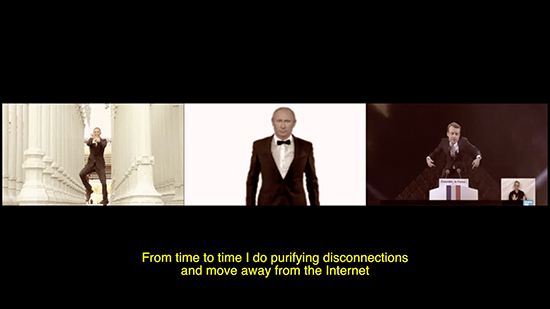 From time to time I do purifying disconnections
and move away from the Internet